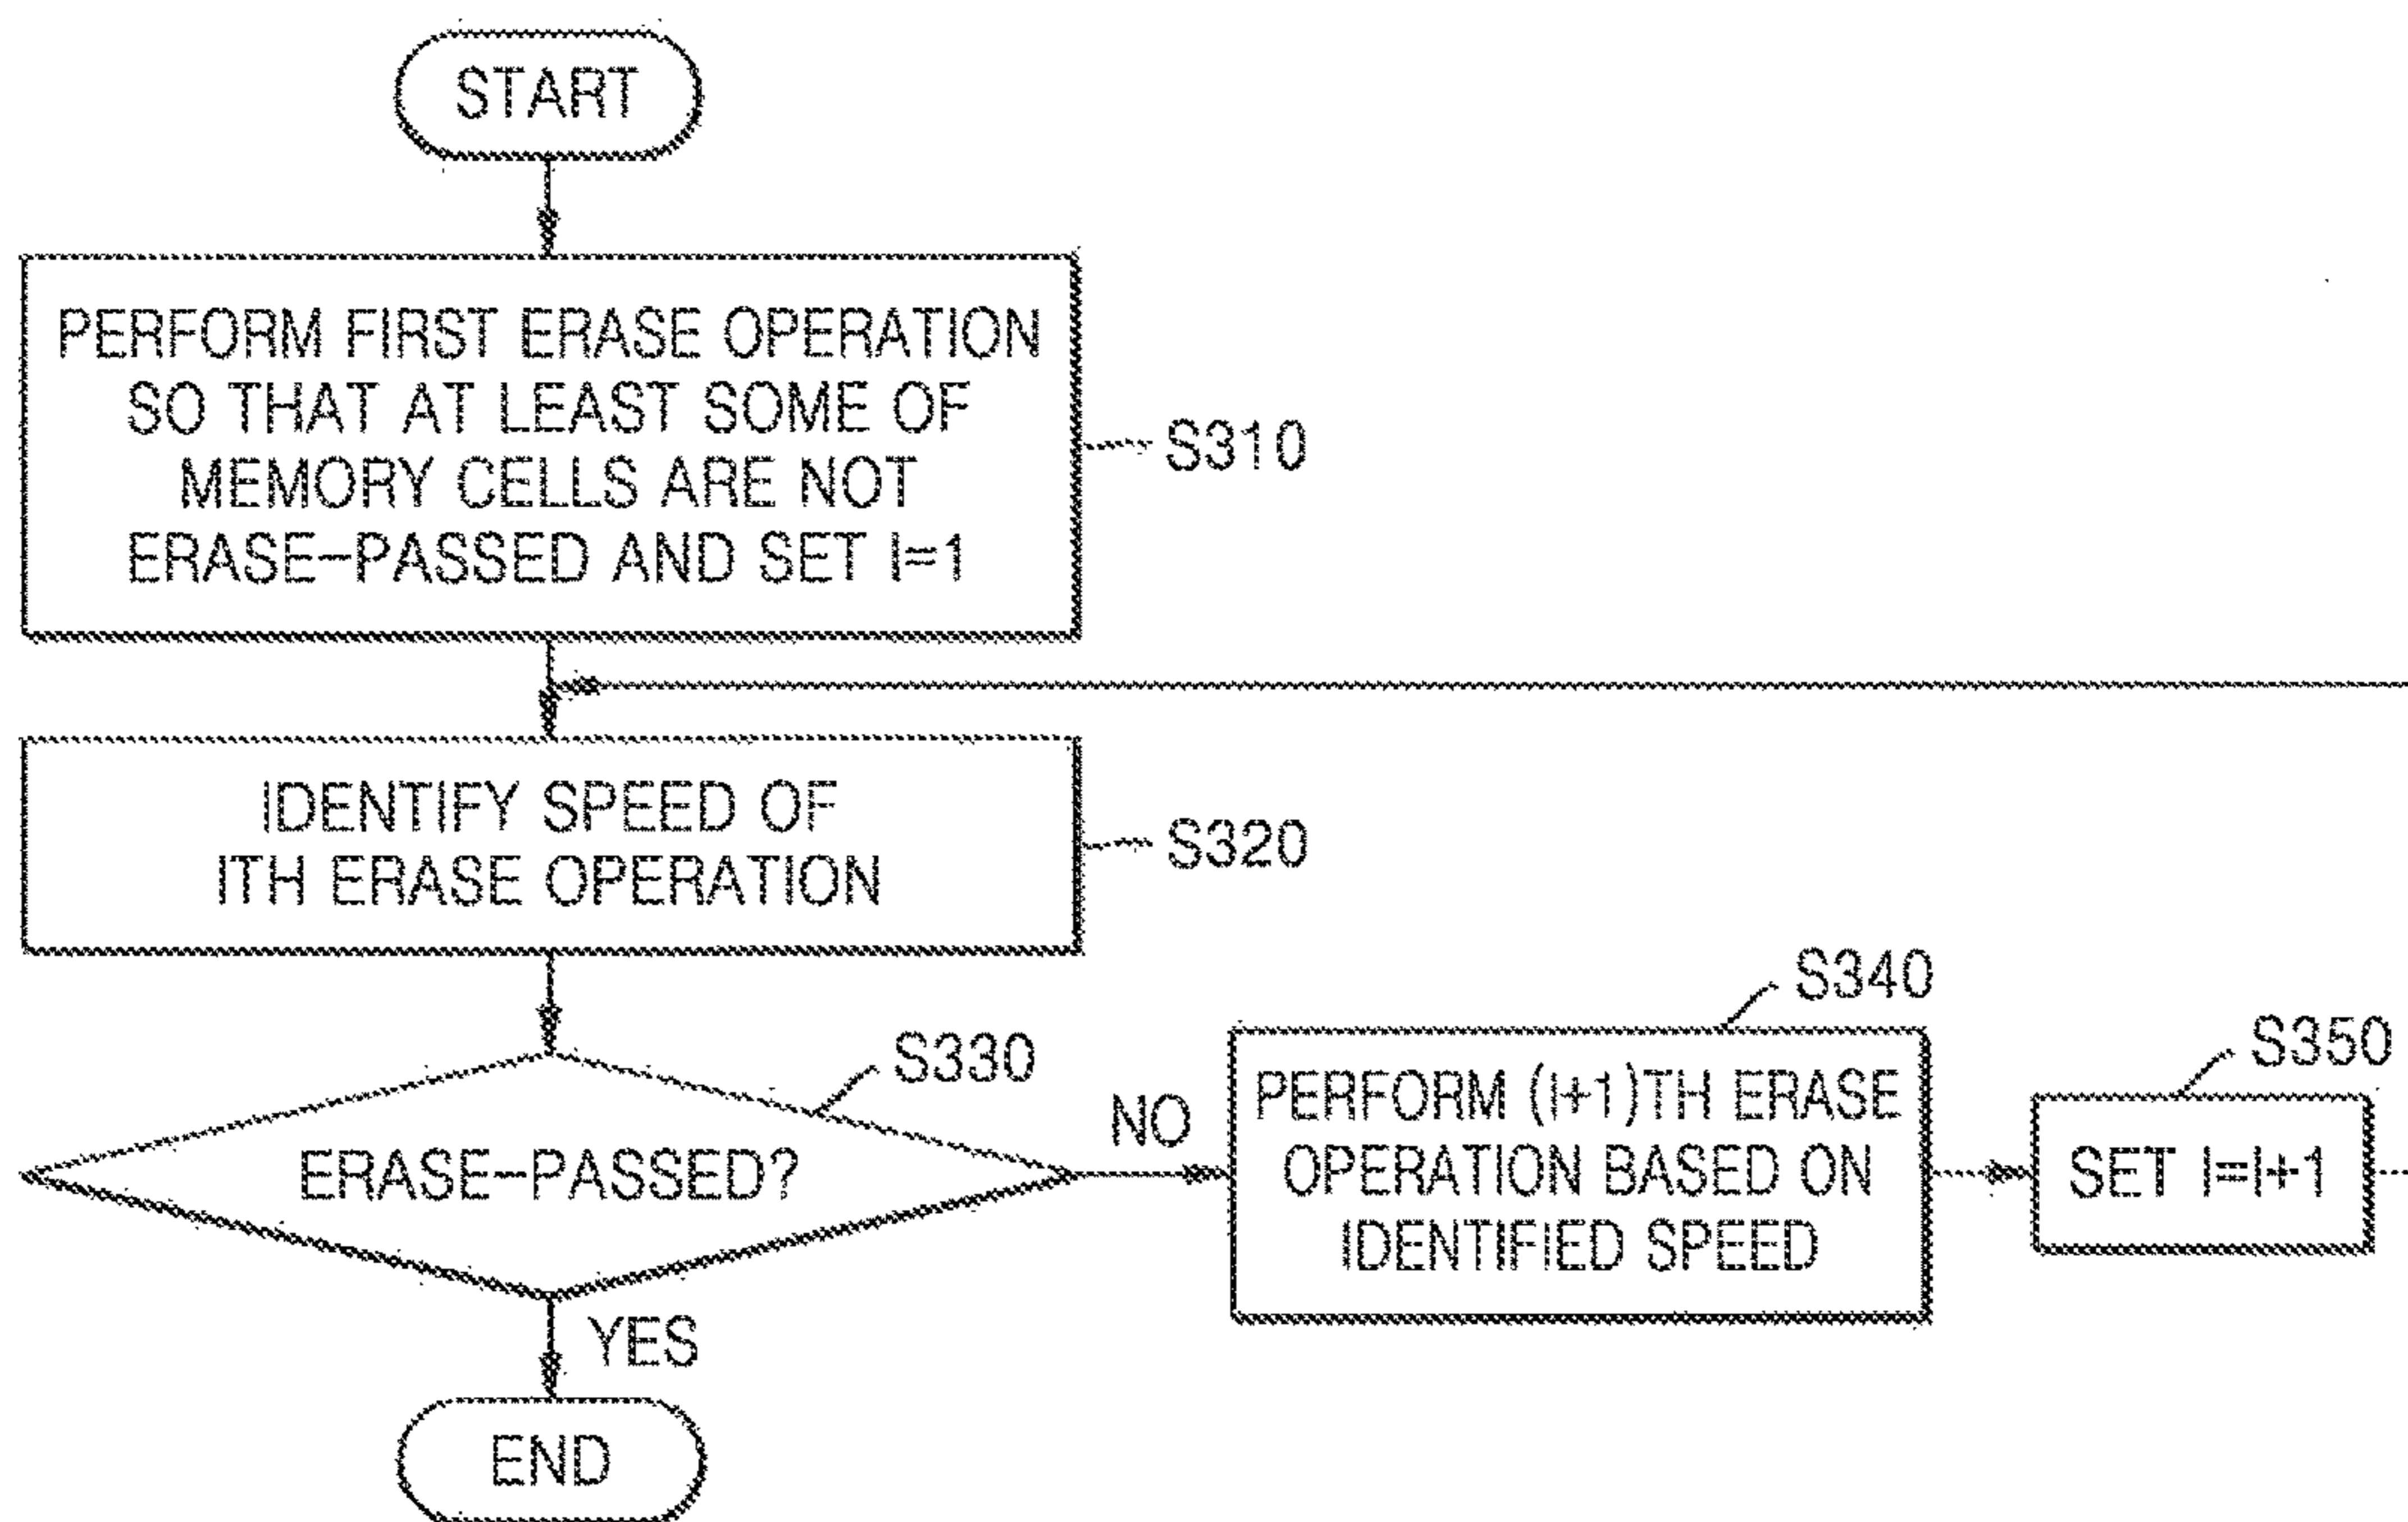 START
PERFORM FIRST ERASE OPERATION
SO THAT AT LEAST SOME OF
MEMORY CELLS ARE NOT
ERASE-PASSED AND SET I=1
S310
IDENTIFY SPEED OF
ITH ERASE OPERATION
S320
S330
ERASE-PASSED?
NO
S340
PERFORM (I+1)TH ERASE
OPERATION BASED ON
IDENTIFIED SPEED
S350
SET I=I+1
YES
END